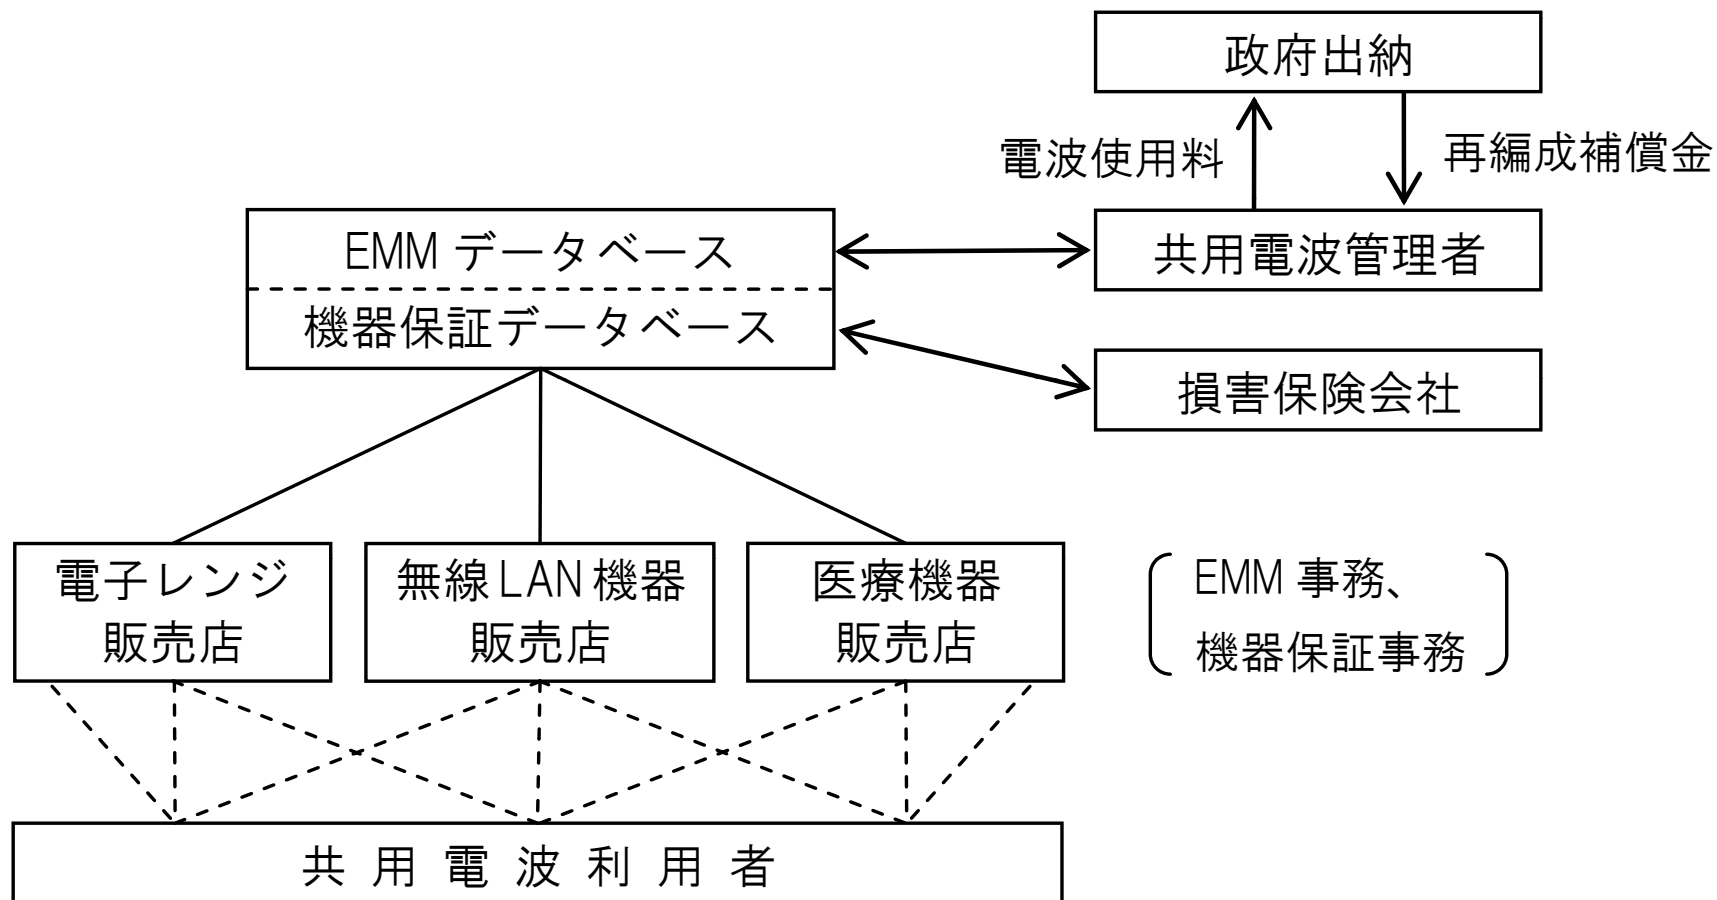 政府出納
電波使用料
再編成補償金
EMM データベース
共用電波管理者
機器保証データベース
損害保険会社
電子レンジ
販売店
無線LAN機器
販売店
医療機器
販売店
EMM 事務、
機器保証事務
共用電波利用者